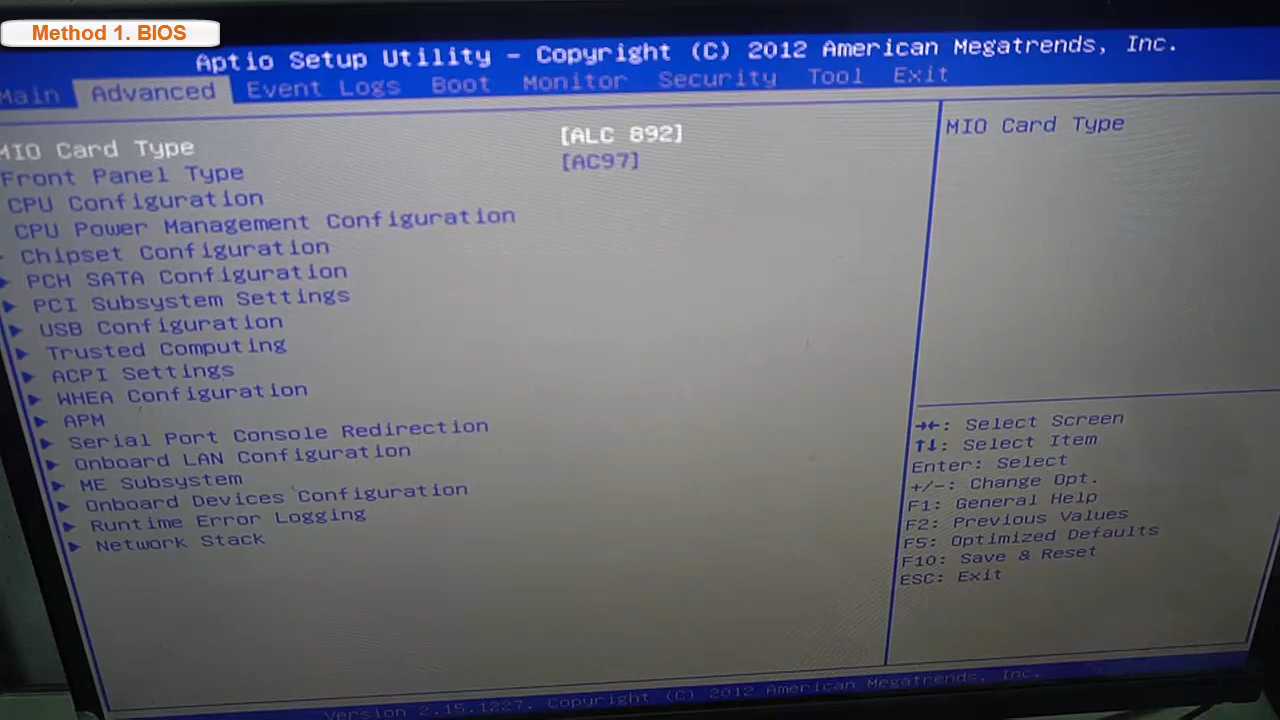 Method 1. BIOS
Aptio Setup Utility - Copyright (C) 2012 American Megatrends, Inc.
Main Advanced Event Logs Boot Monitor Security Tool Exit
MIO Card Type [ALC 892]
Front Panel Type [AC97]
CPU Configuration
CPU Power Management Configuration
Chipset Configuration
PCH SATA Configuration
PCI Subsystem Settings
USB Configuration
Trusted Computing
ACPI Settings
WHEA Configuration
APM
Serial Port Console Redirection
Onboard LAN Configuration
ME Subsystem
Onboard Devices Configuration
Runtime Error Logging
Network Stack
MIO Card Type
→←: Select Screen
↑↓: Select Item
Enter: Select
+/-: Change Opt.
F1: General Help
F2: Previous Values
F5: Optimized Defaults
F10: Save & Reset
ESC: Exit
Version 2.15.1227. Copyright (C) 2012 American Megatrends, Inc.